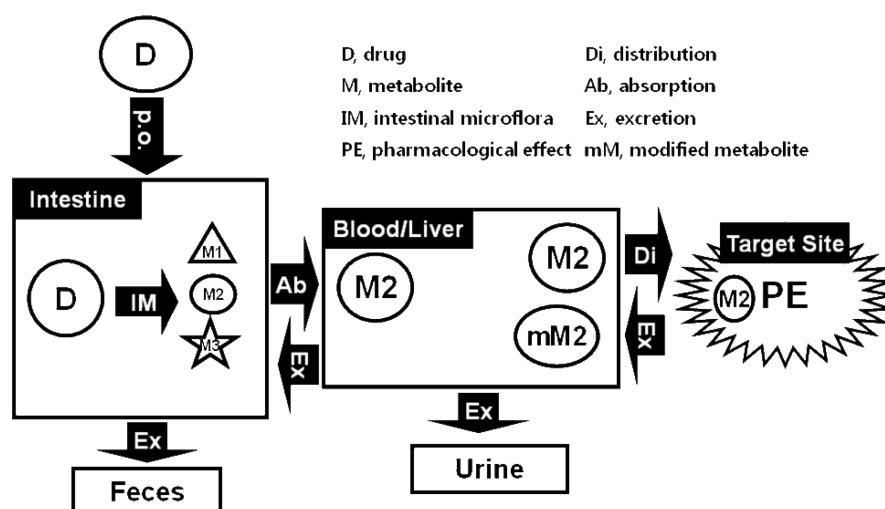 D
D, drug
Di, distribution
M, metabolite
Ab, absorption
IM, intestinal microflora
Ex, excretion
PE, pharmacological effect
mM, modified metabolite
p.o.
Intestine
D
IM
M1
M2
M3
Ab
Ex
Blood/Liver
M2
M2
mM2
Di
Ex
Target Site
M2 PE
Ex
Feces
Ex
Urine